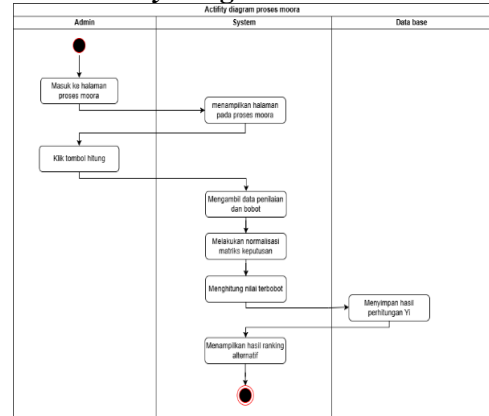 Actifity diagram proses moora
Admin
System
Data base
Masuk ke halaman
proses moora
menampilkan halaman
pada proses moora
Klik tombol hitung
Mengambil data penilaian
dan bobot
Melakukan normalisasi
matriks keputusan
Menghitung nilai terbobot
Menyimpan hasil
perhitungan Yi
Menampilkan hasil ranking
alternatif